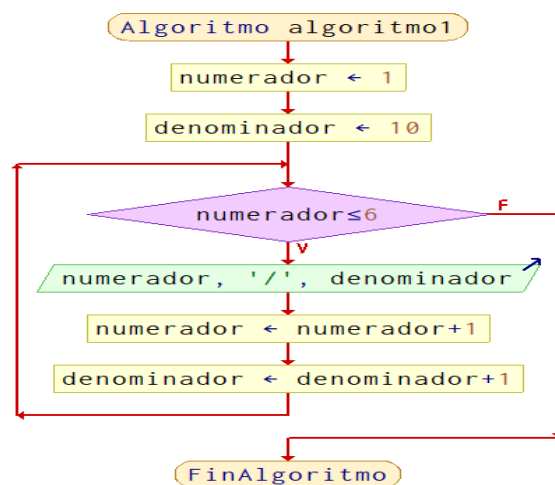 Algoritmo algoritmo1
numerador ← 1
denominador ← 10
numerador≤6
F
V
numerador, '/', denominador
numerador ← numerador+1
denominador ← denominador+1
FinAlgoritmo